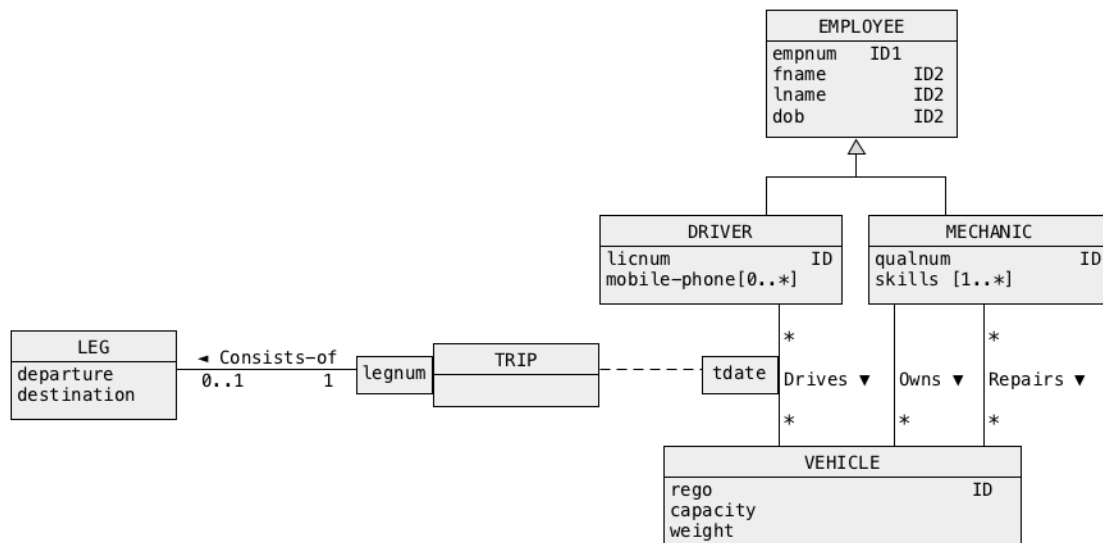 EMPLOYEE
empnum ID1
fname ID2
lname ID2
dob ID2
DRIVER
licnum ID
mobile-phone[0..*]
MECHANIC
qualnum ID
skills [1..*]
LEG
departure
destination
◄ Consists-of
0..1 1
legnum
TRIP
tdate
*
Drives ▼
*
Owns ▼
*
*
Repairs ▼
*
VEHICLE
rego ID
capacity
weight